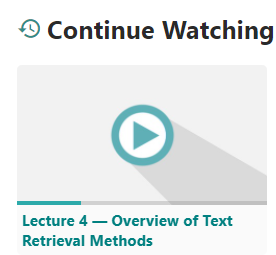 Continue Watching
Lecture 4 — Overview of Text
Retrieval Methods